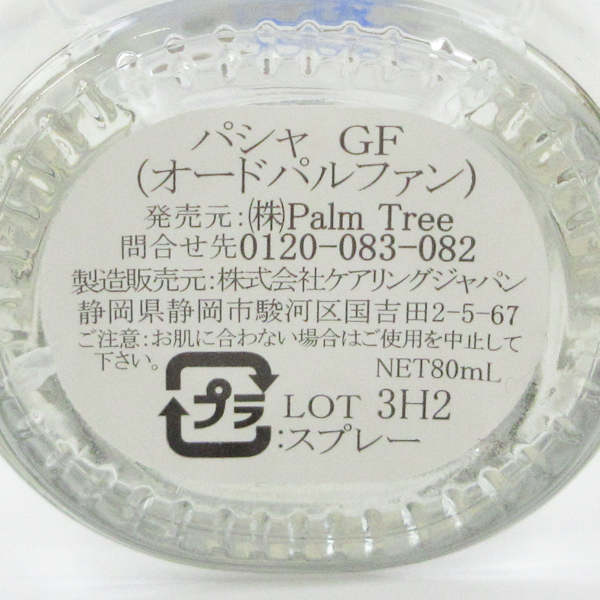 パシャ GF
(オードパルファン)
発売元:㈱Palm Tree
問合せ先0120-083-082
製造販売元:株式会社ケアリングジャパン
静岡県静岡市駿河区国吉田2-5-67
ご注意:お肌に合わない場合はご使用を中止して
下さい。
NET80mL
プラ LOT 3H2
:スプレー